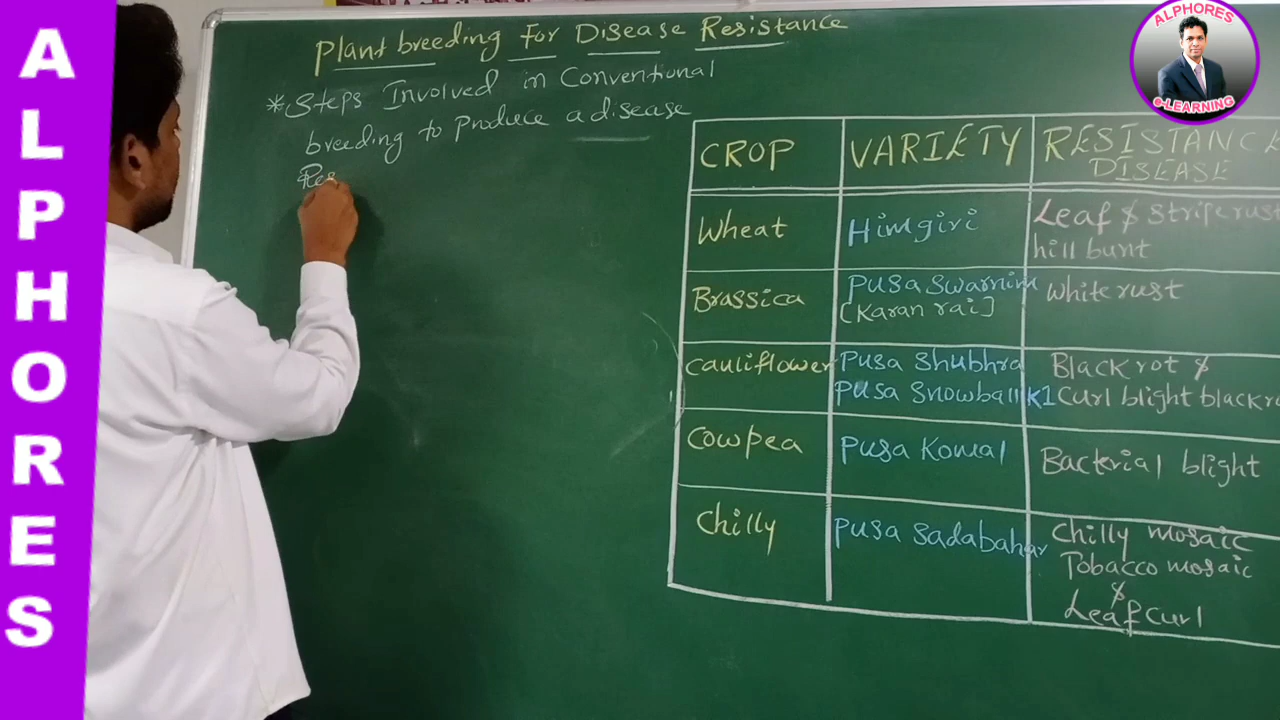 ALPHORES
ALPHORES
e-LEARNING
Plant breeding For Disease Resistance
*Steps Involved in Conventional
breeding to Produce a disease
Res
CROP VARIETY RESISTANCE DISEASE
Wheat Himgiri Leaf & stripe rust
hill bunt
Brassica Pusa Swarnim White rust
[Karan rai]
Cauliflower Pusa Shubhra Black rot &
Pusa Snowball K1 Curl blight black ro
Cowpea Pusa Komal Bacterial blight
Chilly Pusa Sadabahar Chilly mosaic
Tobacco mosaic
&
Leaf Curl